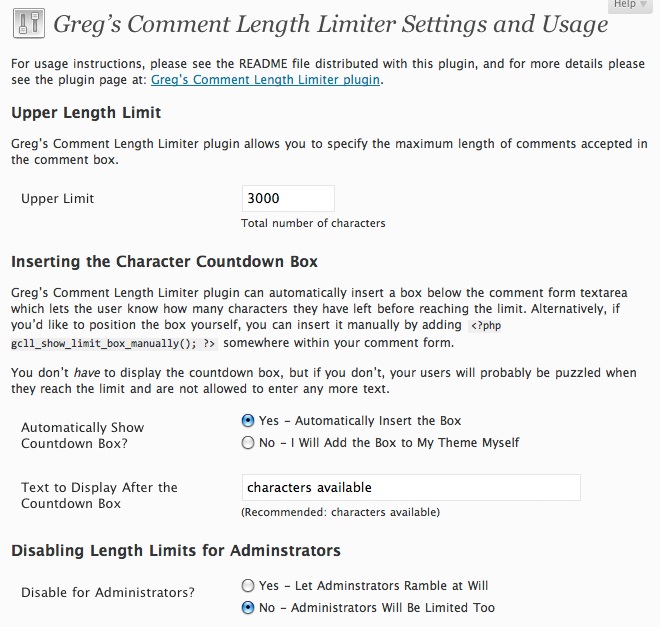 Help
Greg's Comment Length Limiter Settings and Usage
For usage instructions, please see the README file distributed with this plugin, and for more details please
see the plugin page at: Greg's Comment Length Limiter plugin.
Upper Length Limit
Greg's Comment Length Limiter plugin allows you to specify the maximum length of comments accepted in
the comment box.
Upper Limit
3000
Total number of characters
Inserting the Character Countdown Box
Greg's Comment Length Limiter plugin can automatically insert a box below the comment form textarea
which lets the user know how many characters they have left before reaching the limit. Alternatively, if
you'd like to position the box yourself, you can insert it manually by adding <?php
gcll_show_limit_box_manually(); ?> somewhere within your comment form.
You don't have to display the countdown box, but if you don't, your users will probably be puzzled when
they reach the limit and are not allowed to enter any more text.
Automatically Show
Countdown Box?
Yes – Automatically Insert the Box
No – I Will Add the Box to My Theme Myself
Text to Display After the
Countdown Box
characters available
(Recommended: characters available)
Disabling Length Limits for Adminstrators
Disable for Administrators?
Yes – Let Adminstrators Ramble at Will
No – Administrators Will Be Limited Too